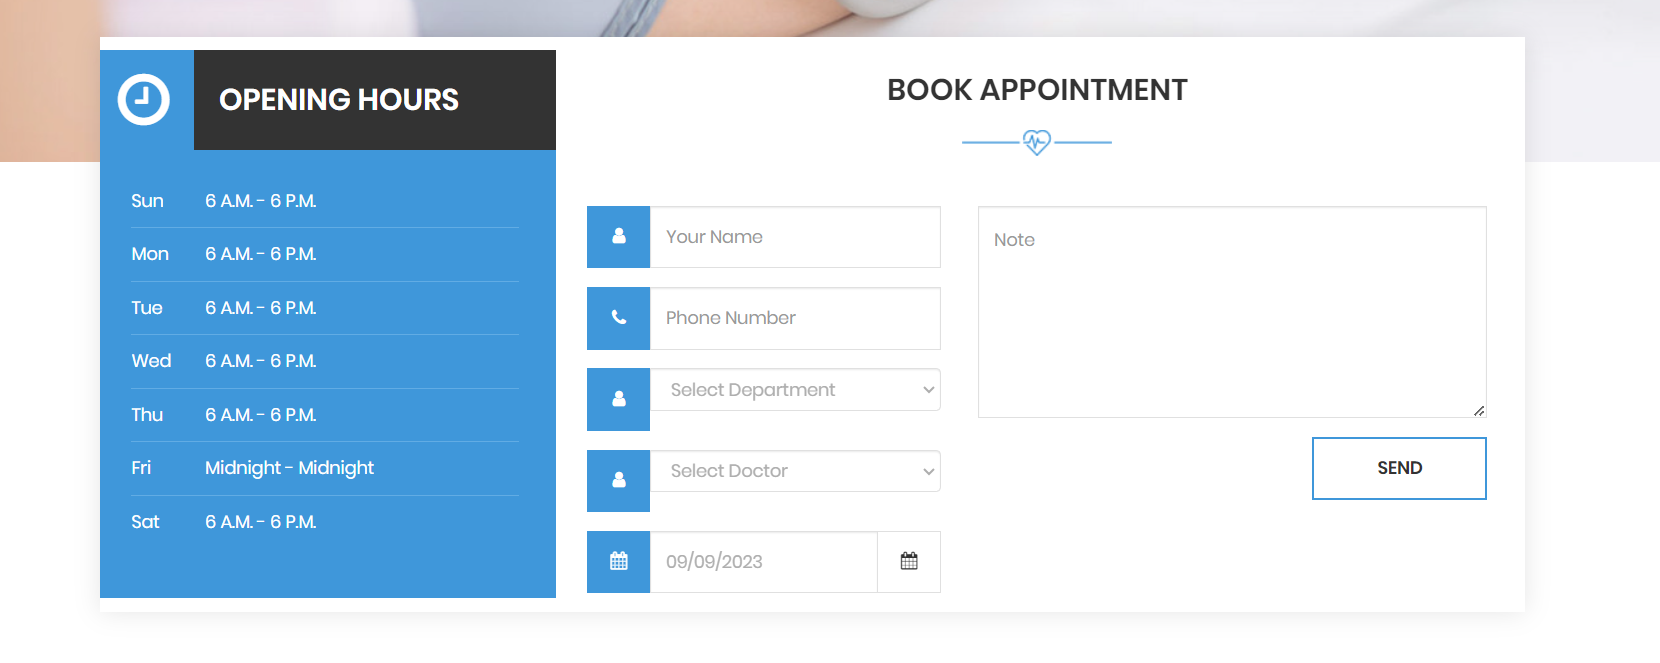 OPENING HOURS
Sun 6 A.M. - 6 P.M.
Mon 6 A.M. - 6 P.M.
Tue 6 A.M. - 6 P.M.
Wed 6 A.M. - 6 P.M.
Thu 6 A.M. - 6 P.M.
Fri Midnight - Midnight
Sat 6 A.M. - 6 P.M.
BOOK APPOINTMENT
Your Name
Phone Number
Select Department
Select Doctor
09/09/2023
Note
SEND